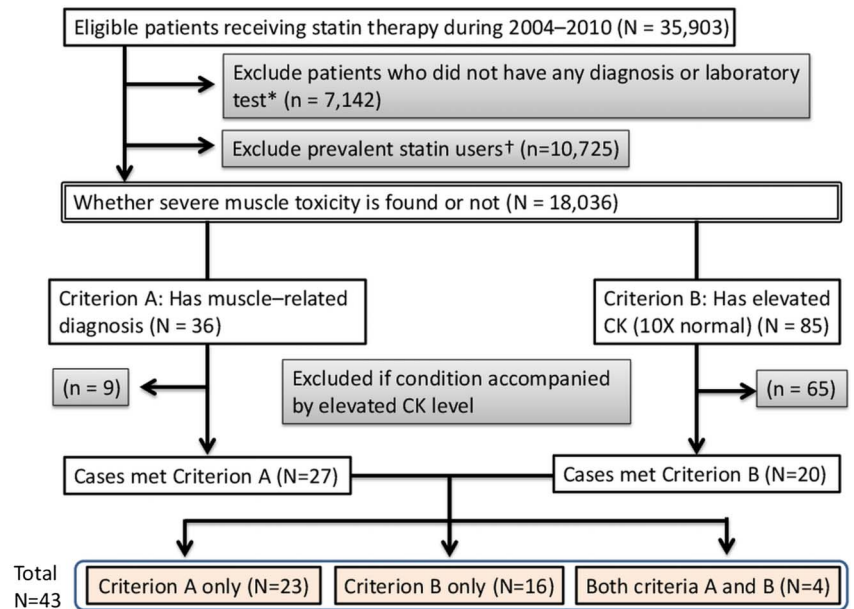 Eligible patients receiving statin therapy during 2004–2010 (N = 35,903)
Exclude patients who did not have any diagnosis or laboratory
test* (n = 7,142)
Exclude prevalent statin users† (n=10,725)
Whether severe muscle toxicity is found or not (N = 18,036)
Criterion A: Has muscle–related
diagnosis (N = 36)
Criterion B: Has elevated
CK (10X normal) (N = 85)
(n = 9)
Excluded if condition accompanied
by elevated CK level
(n = 65)
Cases met Criterion A (N=27)
Cases met Criterion B (N=20)
Total
N=43
Criterion A only (N=23)
Criterion B only (N=16)
Both criteria A and B (N=4)